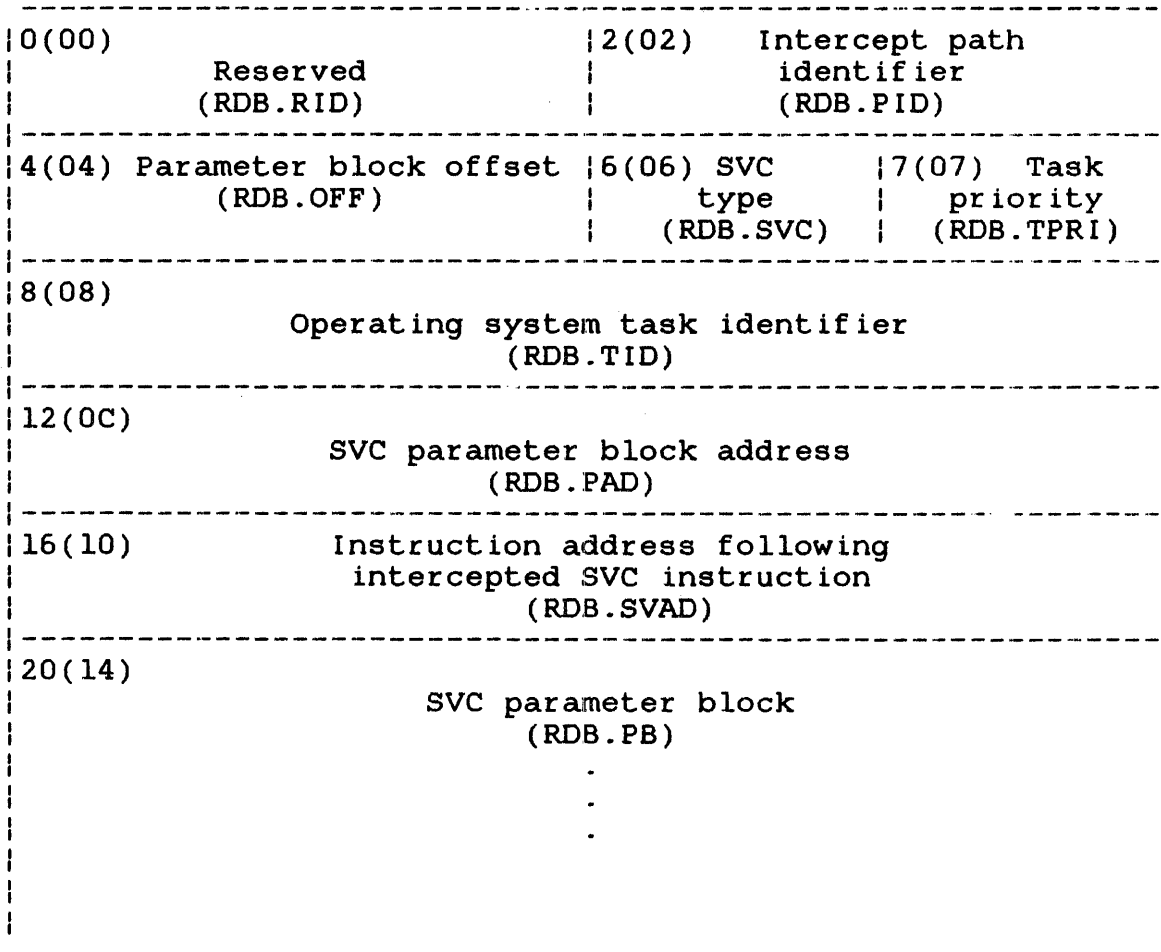 0(00) 2(02) Intercept path
Reserved identifier
(RDB.RID) (RDB.PID)
4(04) Parameter block offset 6(06) SVC 7(07) Task
(RDB.OFF) type priority
(RDB.SVC) (RDB.TPRI)
8(08)
Operating system task identifier
(RDB.TID)
12(0C)
SVC parameter block address
(RDB.PAD)
16(10) Instruction address following
intercepted SVC instruction
(RDB.SVAD)
20(14)
SVC parameter block
(RDB.PB)
.
.
.